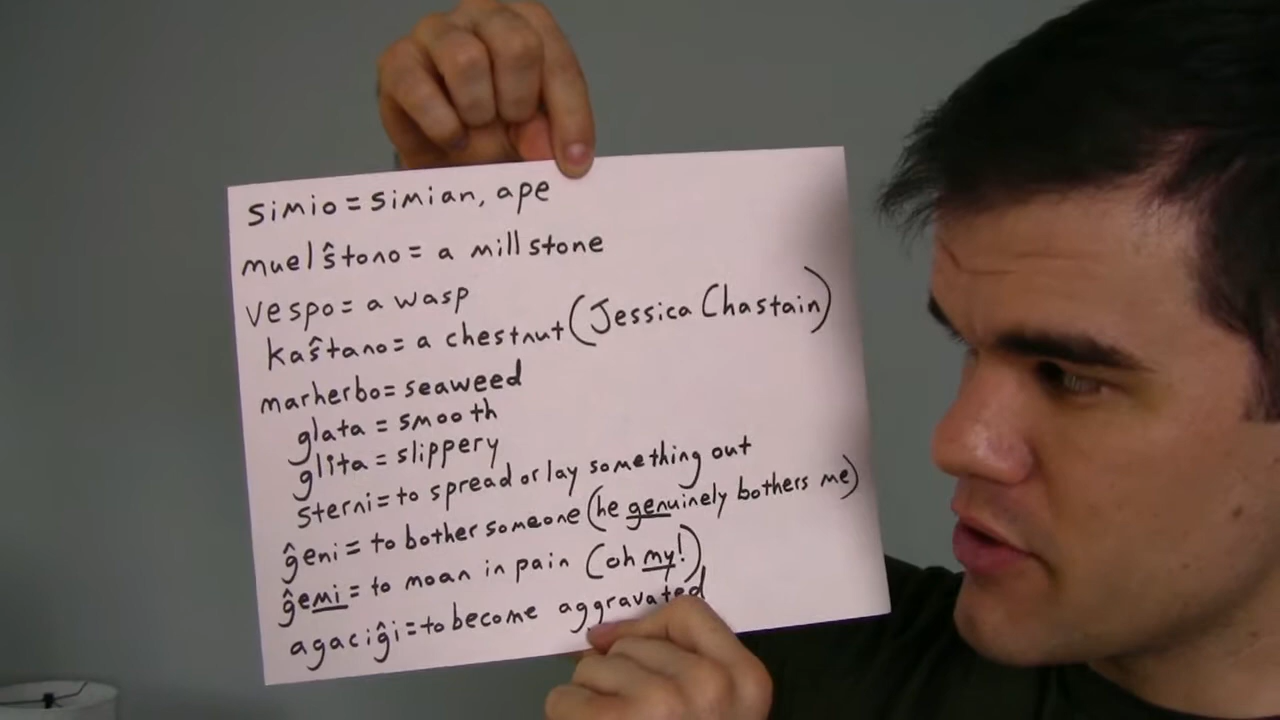 simio = simian, ape
muelŝtono = a millstone
vespo = a wasp
kaŝtano = a chestnut (Jessica Chastain)
marherbo = seaweed
glata = smooth
glita = slippery
sterni = to spread or lay something out
ĝeni = to bother someone (he genuinely bothers me)
ĝemi = to moan in pain (oh my!)
agaciĝi = to become aggravated